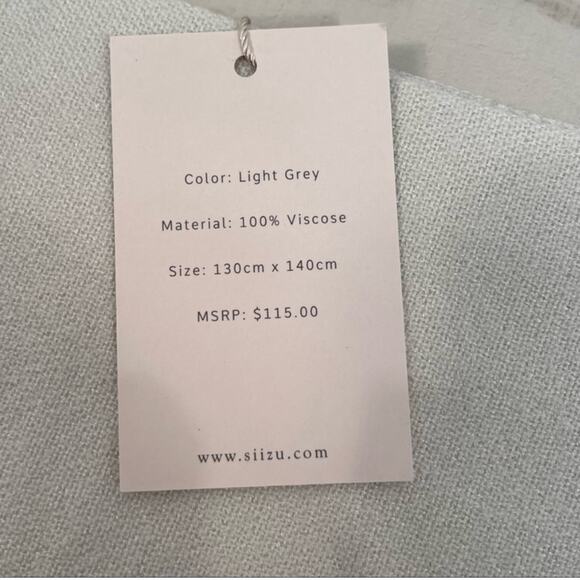 Color: Light Grey
Material: 100% Viscose
Size: 130cm x 140cm
MSRP: $115.00
www.siizu.com